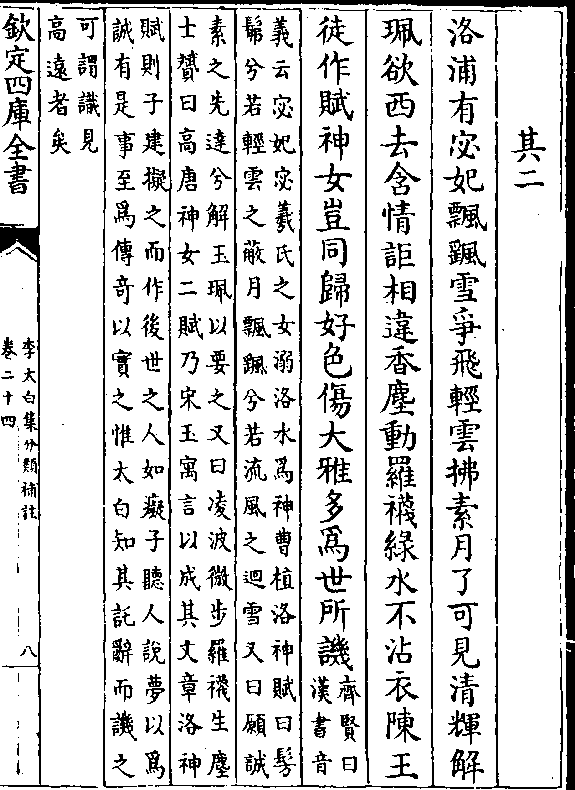 其二
洛浦有宓妃飄颻雪爭飛輕雲拂素月了可見清輝解
珮欲西去含情詎相違香塵動羅襪綠水不沾衣陳王
徒作賦神女豈同歸好色傷大雅多爲世所譏齊賢曰
漢書音
義云宓妃宓羲氏之女溺洛水爲神曹植洛神賦曰髣
髴兮若輕雲之蔽月飄颻兮若流風之迴雪又曰願誠
素之先達兮解玉珮以要之又曰凌波微步羅襪生塵
士贇曰高唐神女二賦乃宋玉寓言以成其文章洛神
賦則子建擬之而作後世之人如癡子聽人說夢以爲
誠有是事至爲傳奇以實之惟太白知其託辭而譏之
可謂識見
高遠者矣
欽定四庫全書
李太白集分類補註
卷二十四
八